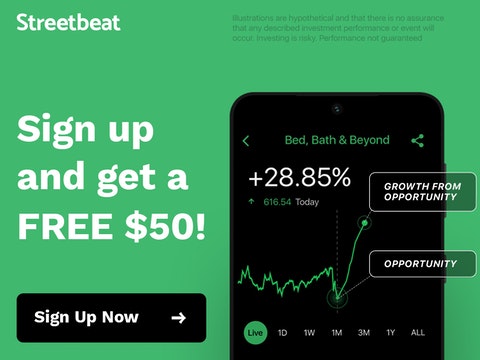 Streetbeat
Illustrations are hypothetical and that there is no assurance
that any described investment performance or event will
occur. investing is risky. Performance not guaranteed
Sign up
and get a
FREE $50!
Sign Up Now
Bed, Bath & Beyond
+28.85%
616.54 Today
GROWTH FROM
OPPORTUNITY
OPPORTUNITY
Live 1D 1W 1M 3M 1Y ALL